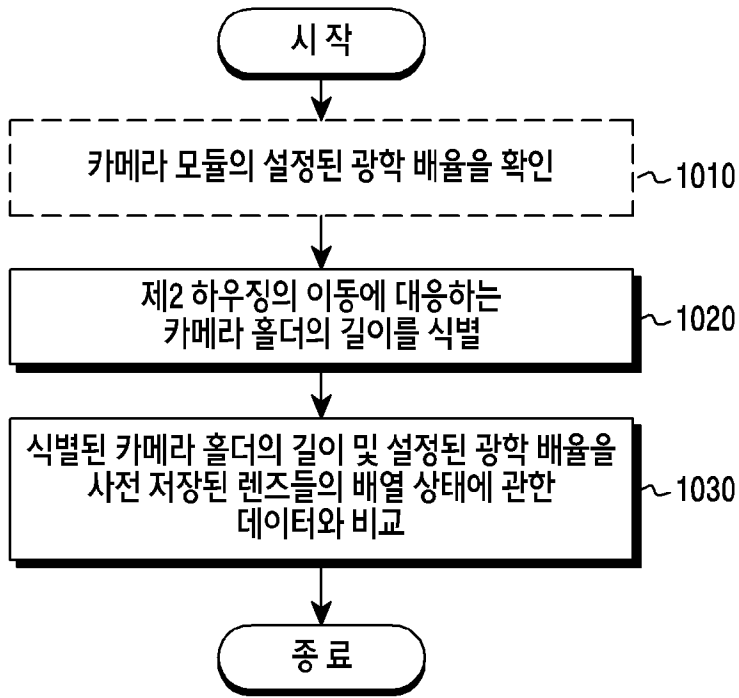 시 작
카메라 모듈의 설정된 광학 배율을 확인
1010
제2 하우징의 이동에 대응하는
카메라 홀더의 길이를 식별
1020
식별된 카메라 홀더의 길이 및 설정된 광학 배율을
사전 저장된 렌즈들의 배열 상태에 관한
데이터와 비교
1030
종 료